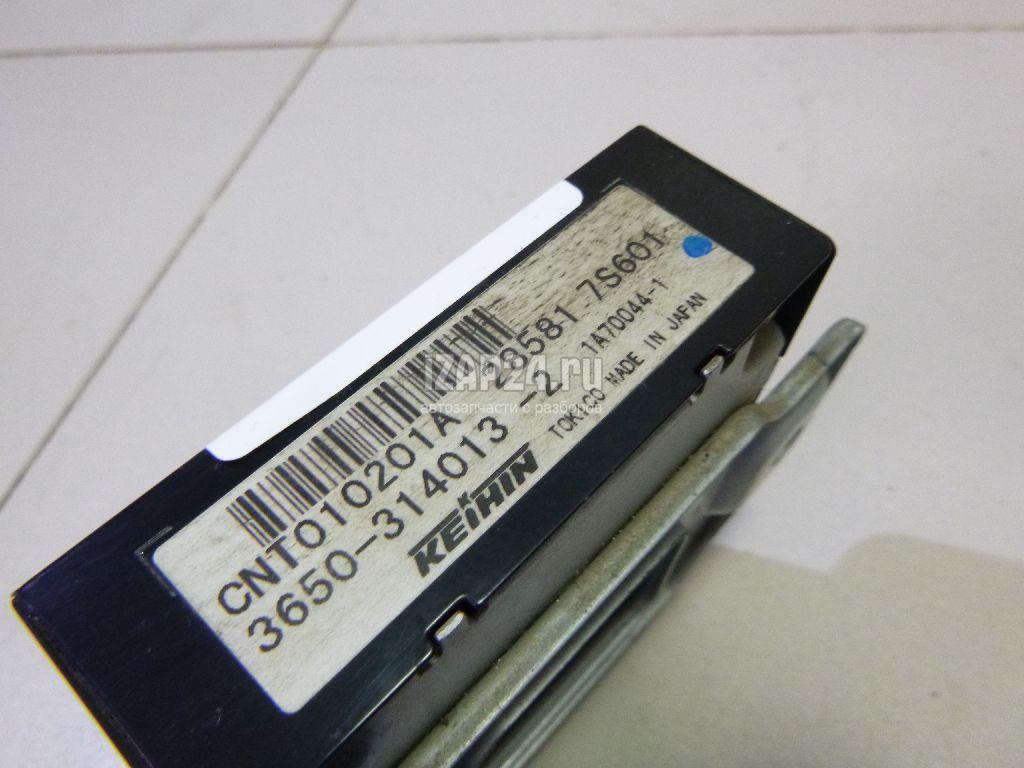 CNT010201A 28581 7S601
3650-314013 -2 1A70044-1
KEIHIN TOKICO MADE IN JAPAN
IZAP24.ru
автозапчасти с разборов